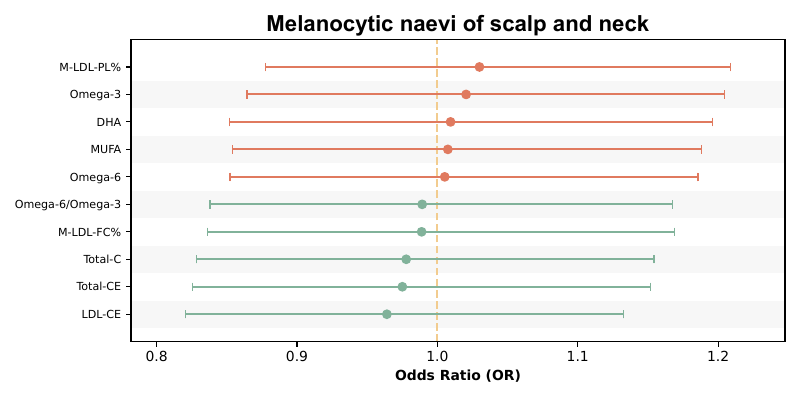 Melanocytic naevi of scalp and neck
M-LDL-PL%
Omega-3
DHA
MUFA
Omega-6
Omega-6/Omega-3
M-LDL-FC%
Total-C
Total-CE
LDL-CE
0.8 0.9 1.0 1.1 1.2
Odds Ratio (OR)